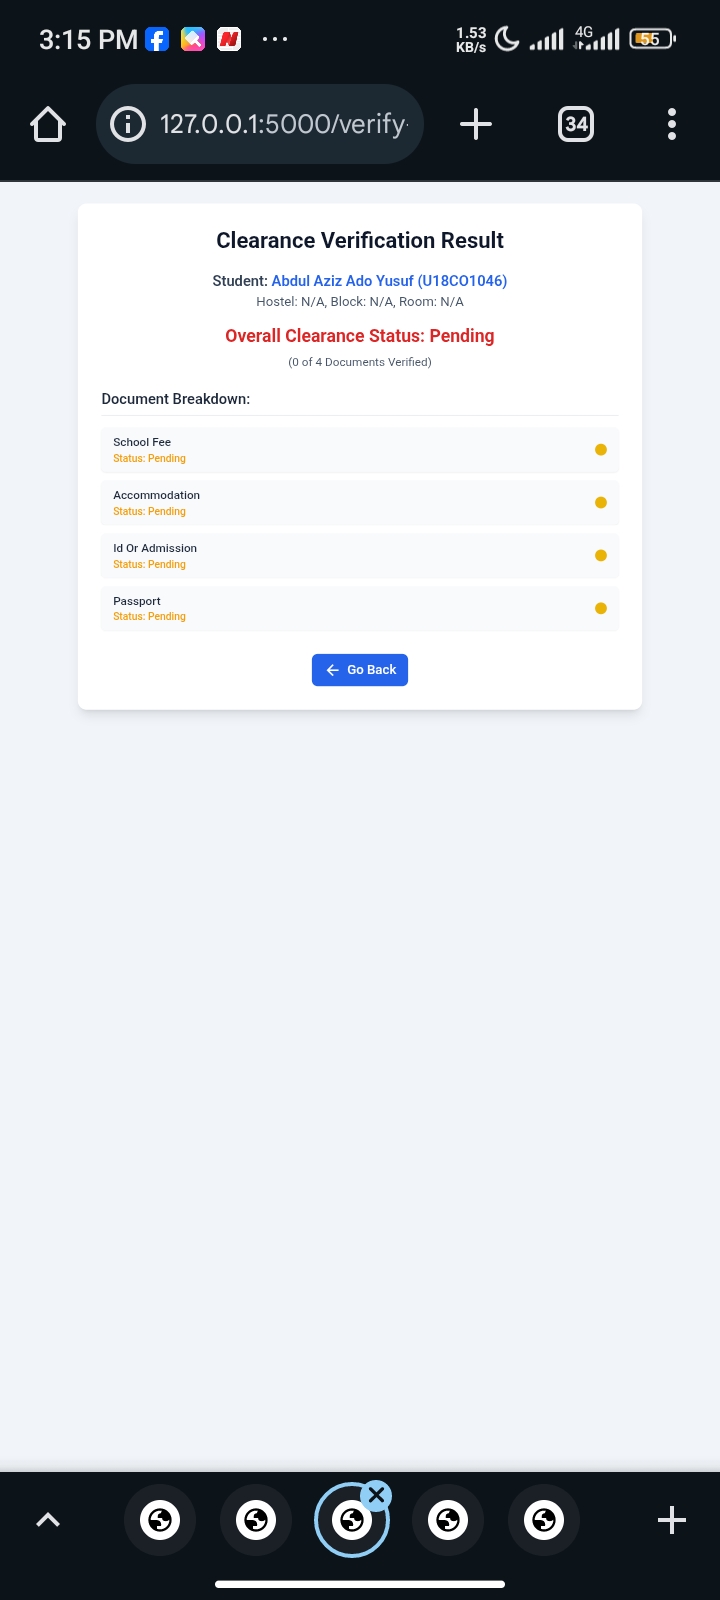 3:15 PM
1.53 KB/s
4G
55
127.0.0.1:5000/verify
34
Clearance Verification Result
Student: Abdul Aziz Ado Yusuf (U18CO1046)
Hostel: N/A, Block: N/A, Room: N/A
Overall Clearance Status: Pending
(0 of 4 Documents Verified)
Document Breakdown:
School Fee
Status: Pending
Accommodation
Status: Pending
Id Or Admission
Status: Pending
Passport
Status: Pending
Go Back